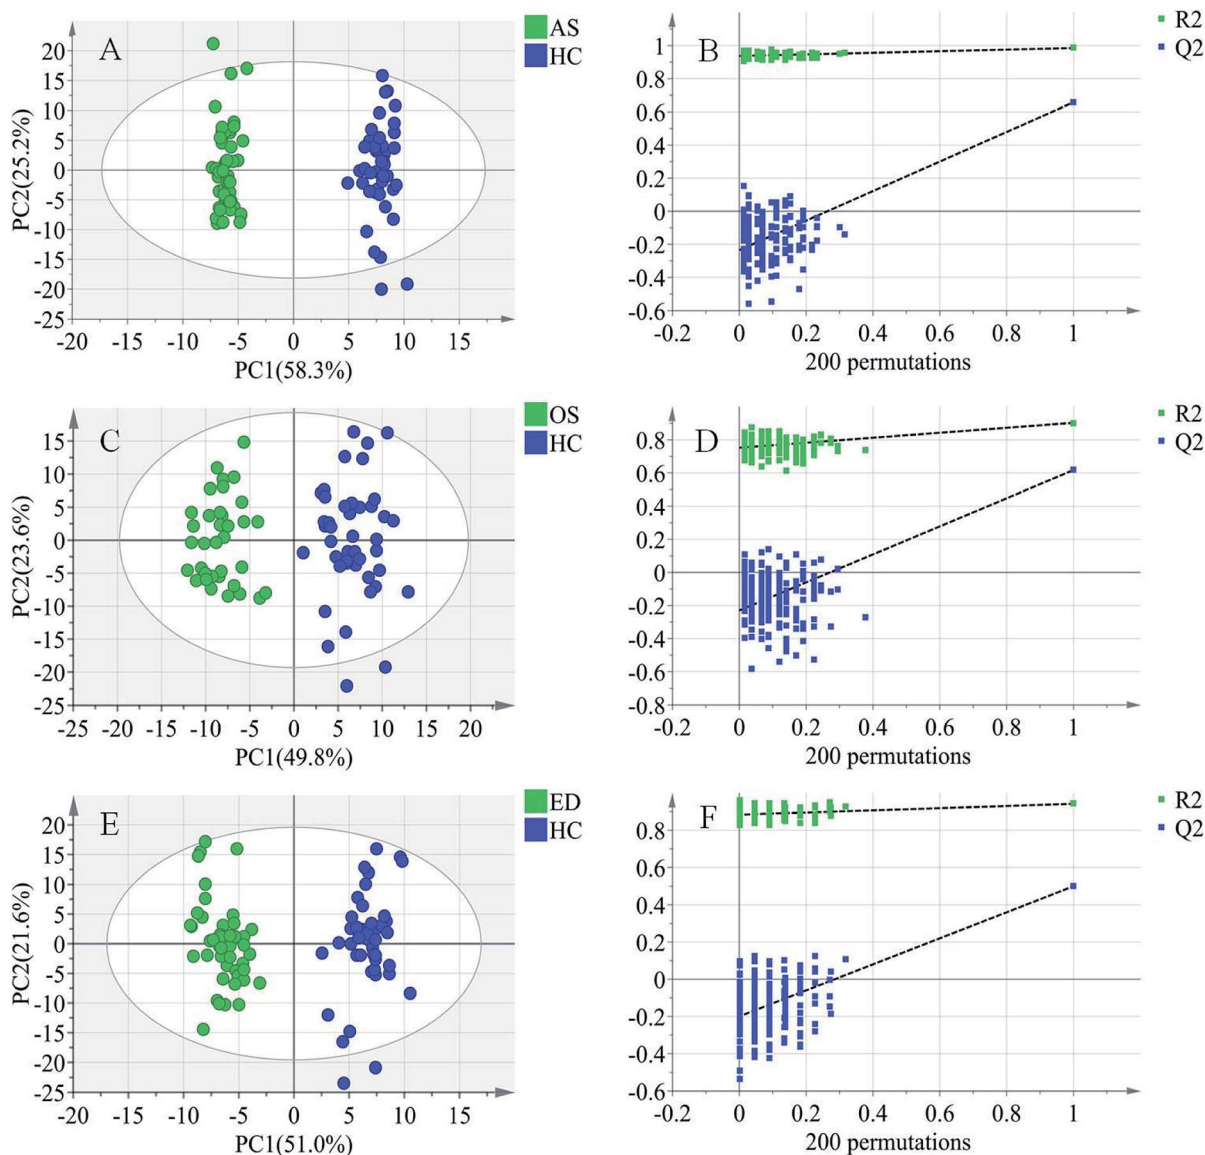 A
AS
HC
20
15
10
5
0
-5
-10
-15
-20
-25
PC2(25.2%)
-20 -15 -10 -5 0 5 10 15
PC1(58.3%)
B
R2
Q2
1
0.8
0.6
0.4
0.2
0
-0.2
-0.4
-0.6
-0.2 0 0.2 0.4 0.6 0.8 1
200 permutations
C
OS
HC
15
10
5
0
-5
-10
-15
-20
-25
PC2(23.6%)
-25 -20 -15 -10 -5 0 5 10 15 20
PC1(49.8%)
D
R2
Q2
0.8
0.6
0.4
0.2
0
-0.2
-0.4
-0.6
-0.8
-0.2 0 0.2 0.4 0.6 0.8 1
200 permutations
E
ED
HC
20
15
10
5
0
-5
-10
-15
-20
-25
PC2(21.6%)
-20 -15 -10 -5 0 5 10 15
PC1(51.0%)
F
R2
Q2
0.8
0.6
0.4
0.2
0
-0.2
-0.4
-0.6
-0.2 0 0.2 0.4 0.6 0.8 1
200 permutations